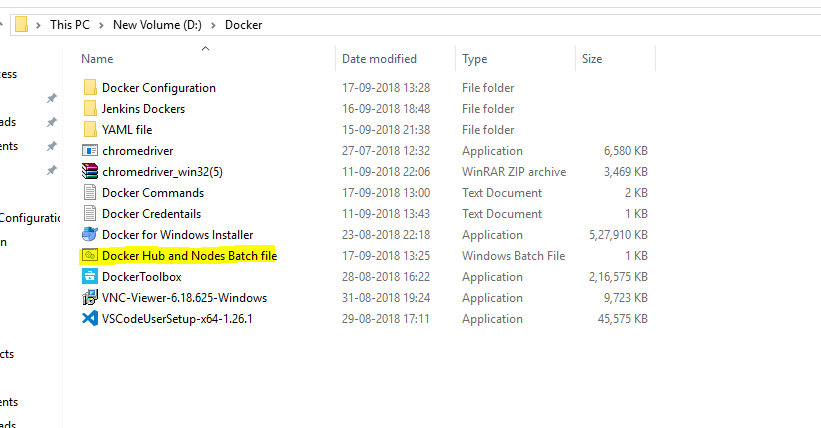 This PC > New Volume (D:) > Docker
Name Date modified Type Size
Docker Configuration 17-09-2018 13:28 File folder
Jenkins Dockers 16-09-2018 18:48 File folder
YAML file 15-09-2018 21:38 File folder
chromedriver 27-07-2018 12:32 Application 6,580 KB
chromedriver_win32(5) 11-09-2018 22:06 WinRAR ZIP archive 3,469 KB
Docker Commands 17-09-2018 13:00 Text Document 2 KB
Docker Credentails 11-09-2018 13:43 Text Document 1 KB
Docker for Windows Installer 23-08-2018 22:18 Application 5,27,910 KB
Docker Hub and Nodes Batch file 17-09-2018 13:25 Windows Batch File 1 KB
DockerToolbox 28-08-2018 16:22 Application 2,16,575 KB
VNC-Viewer-6.18.625-Windows 31-08-2018 19:24 Application 9,723 KB
VSCodeUserSetup-x64-1.26.1 29-08-2018 17:11 Application 45,575 KB
cess
ads
ents
Configuratio
n
cts
ents
ads